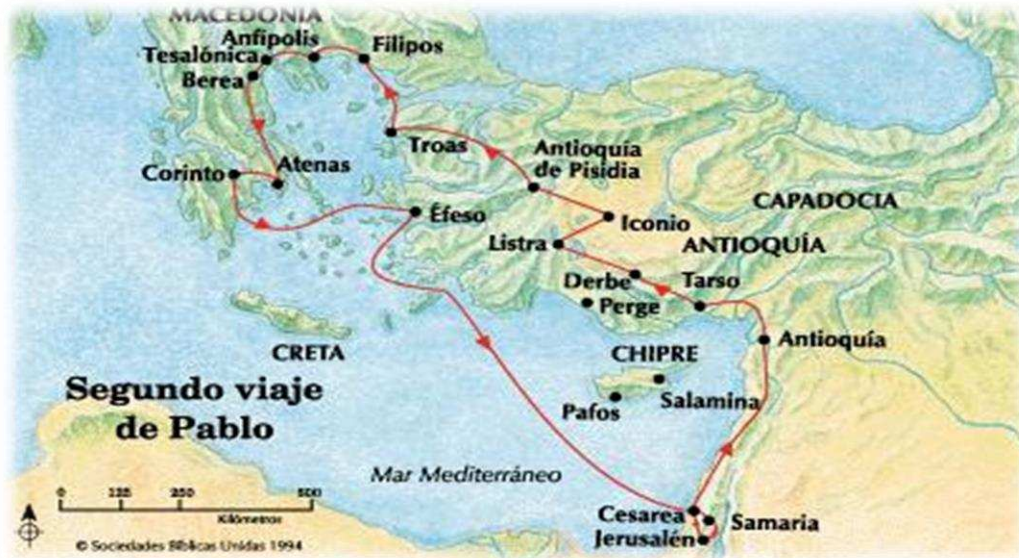 MACEDONIA
Anfípolis
Tesalónica
Filipos
Berea
Troas
Antioquía
de Pisidia
Corinto
Atenas
CAPADOCIA
Éfeso
Iconio
Listra
ANTIOQUÍA
Derbe
Tarso
Perge
Antioquía
CRETA
CHIPRE
Segundo viaje
de Pablo
Pafos
Salamina
Mar Mediterráneo
0
250
500
Kilómetros
Cesarea
Samaria
Jerusalén
© Sociedades Bíblicas Unidas 1994